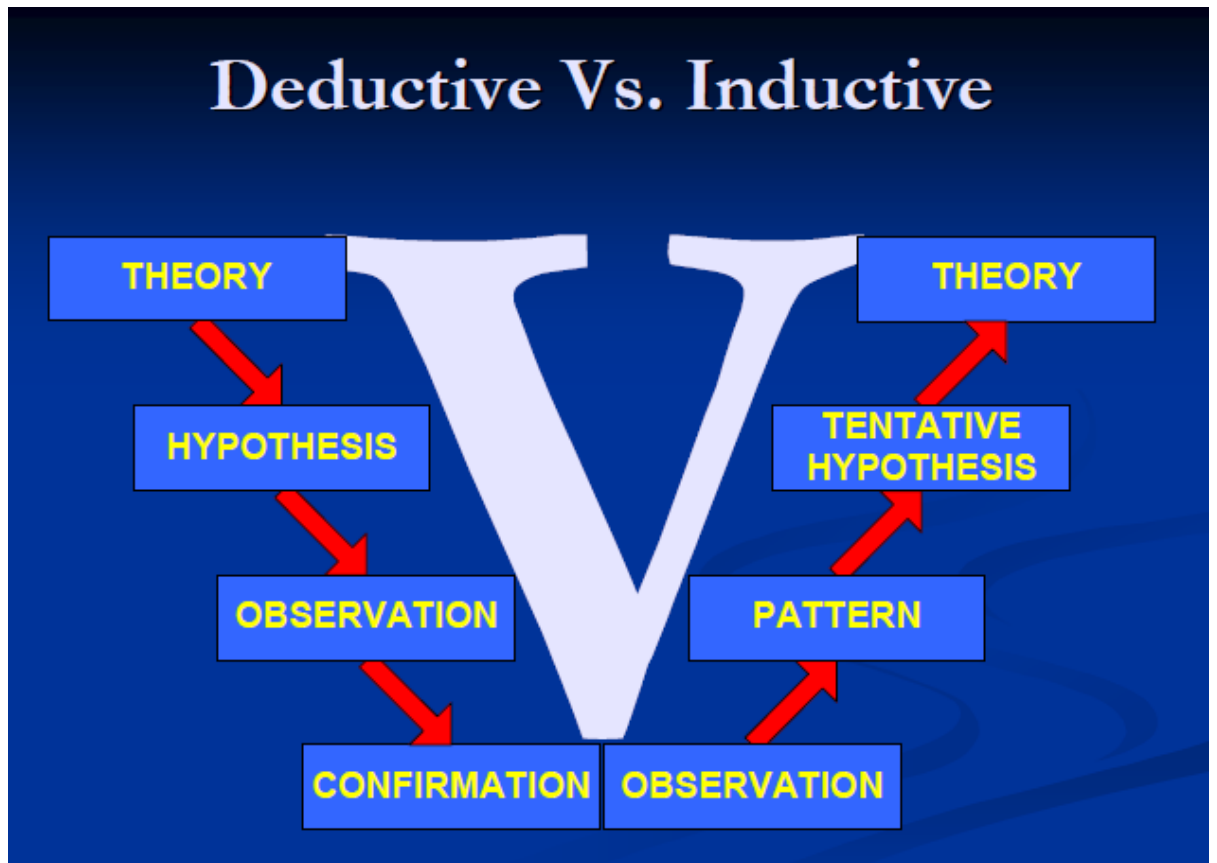 Deductive Vs. Inductive
V
THEORY
HYPOTHESIS
OBSERVATION
CONFIRMATION
OBSERVATION
PATTERN
TENTATIVE
HYPOTHESIS
THEORY